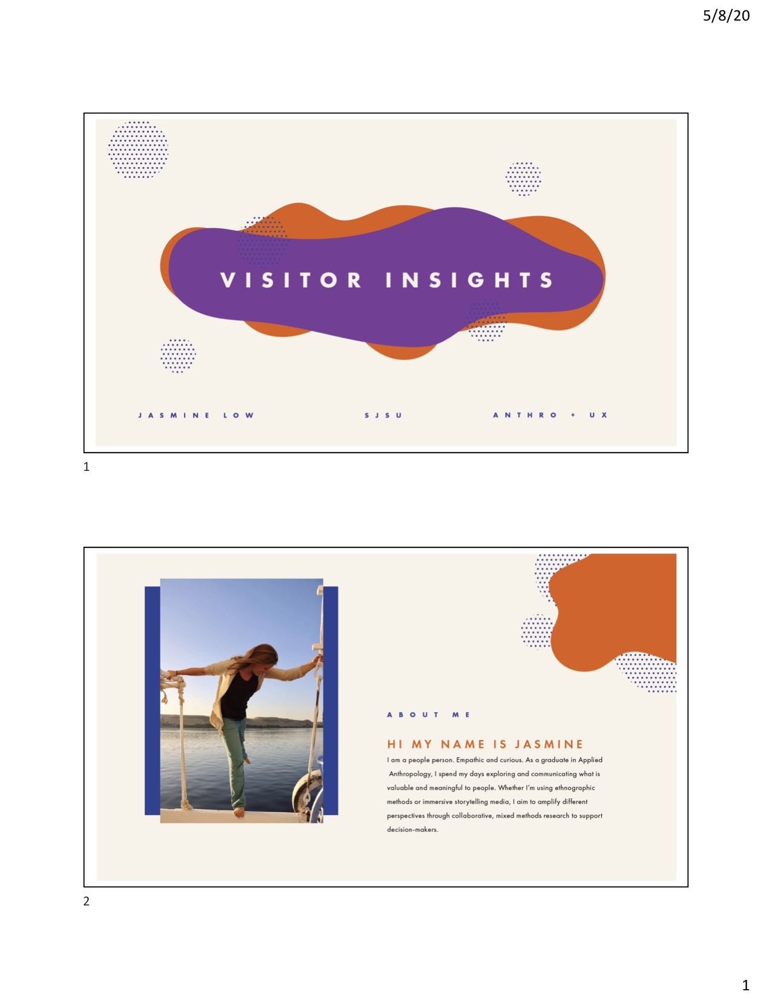 5/8/20
VISITOR INSIGHTS
JASMINE LOW SJSU ANTHRO + UX
1
ABOUT ME
HI MY NAME IS JASMINE
I am a people person. Empathic and curious. As a graduate in Applied
Anthropology, I spend my days exploring and communicating what is
valuable and meaningful to people. Whether I'm using ethnographic
methods or immersive storytelling media, I aim to amplify different
perspectives through collaborative, mixed methods research to support
decision-makers.
2
1